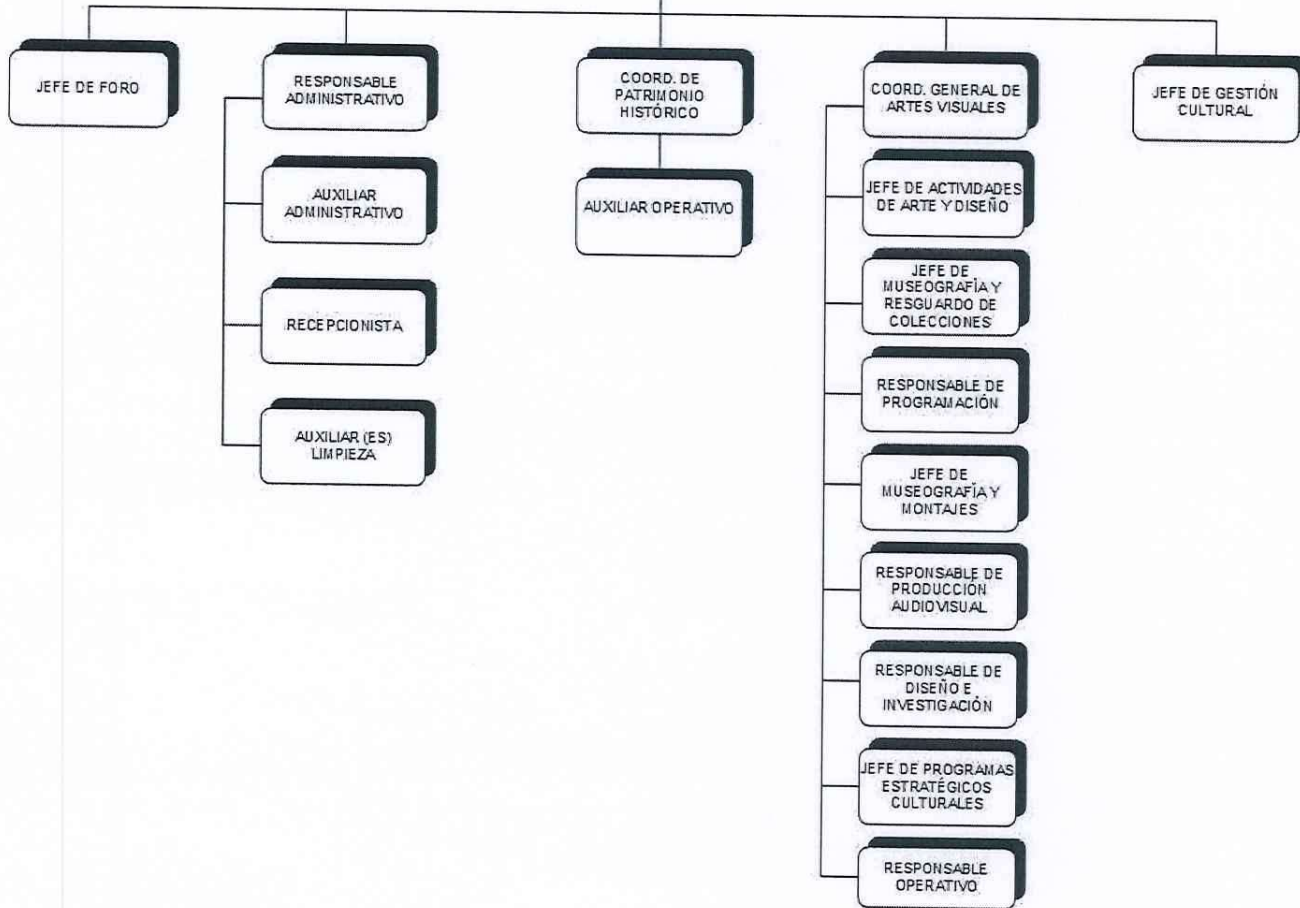 JEFE DE FORO
RESPONSABLE
ADMINISTRATIVO
AUXILIAR
ADMINISTRATIVO
RECEPCIONISTA
AUXILIAR (ES)
LIMPIEZA
COORD. DE
PATRIMONIO
HISTÓRICO
AUXILIAR OPERATIVO
COORD. GENERAL DE
ARTES VISUALES
JEFE DE ACTIVIDADES
DE ARTE Y DISEÑO
JEFE DE
MUSEOGRAFÍA Y
RESGUARDO DE
COLECCIONES
RESPONSABLE DE
PROGRAMACIÓN
JEFE DE
MUSEOGRAFÍA Y
MONTAJES
RESPONSABLE DE
PRODUCCIÓN
AUDIOVISUAL
RESPONSABLE DE
DISEÑO E
INVESTIGACIÓN
JEFE DE PROGRAMAS
ESTRATÉGICOS
CULTURALES
RESPONSABLE
OPERATIVO
JEFE DE GESTIÓN
CULTURAL